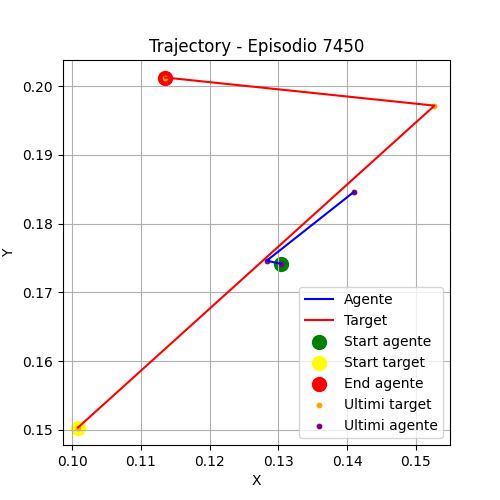 Trajectory - Episodio 7450
Y
0.20
0.19
0.18
0.17
0.16
0.15
0.10
0.11
0.12
0.13
0.14
0.15
X
Agente
Target
Start agente
Start target
End agente
Ultimi target
Ultimi agente